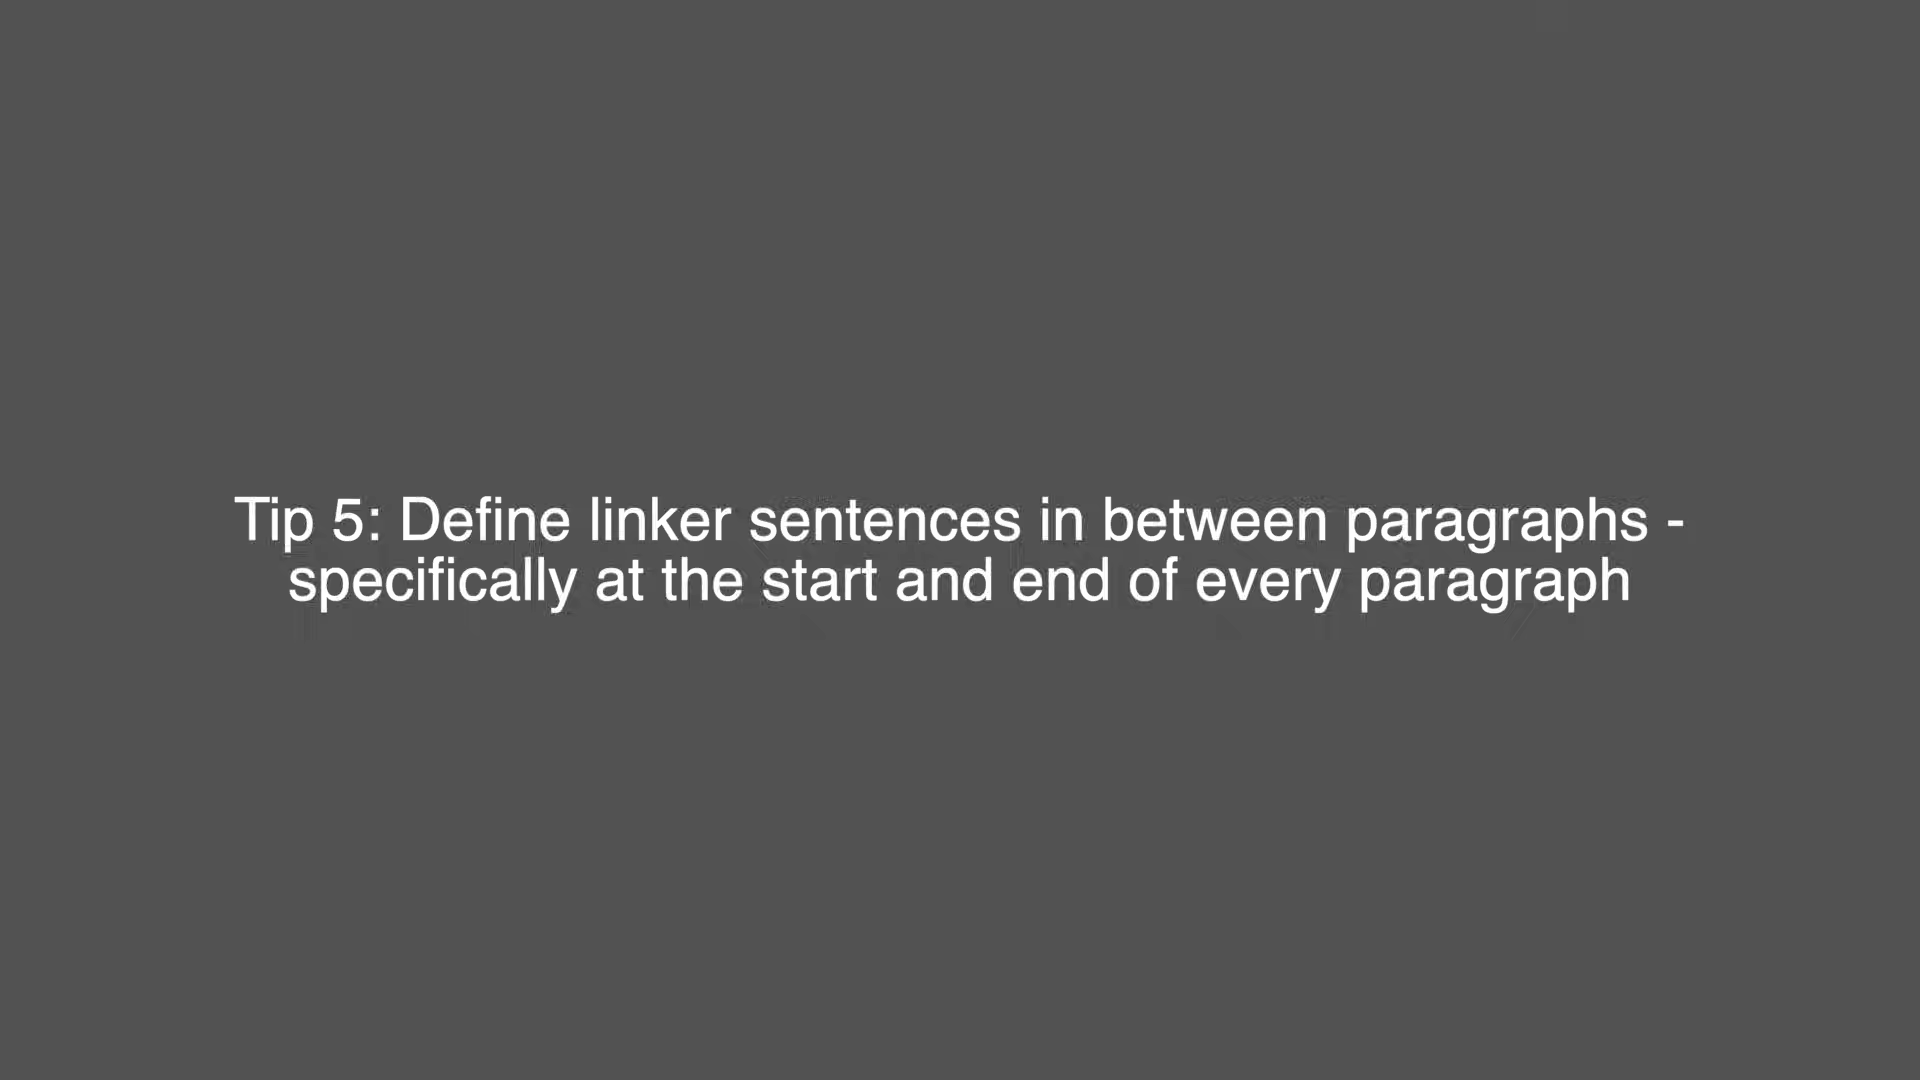 Tip 5: Define linker sentences in between paragraphs -
specifically at the start and end of every paragraph